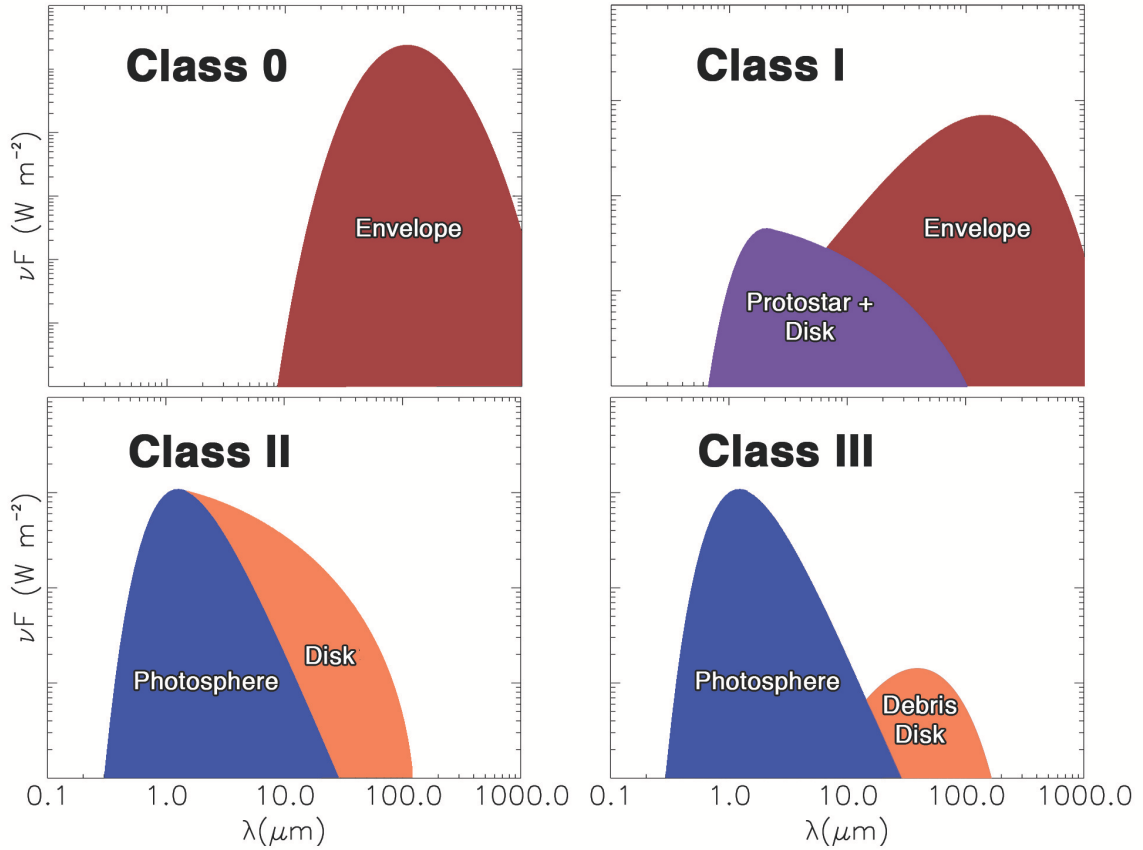 Class 0
Class I
νF (W m⁻²)
Envelope
Envelope
Protostar +
Disk
Class II
Class III
νF (W m⁻²)
Disk
Photosphere
Photosphere
Debris
Disk
0.1 1.0 10.0 100.0 1000.0
0.1 1.0 10.0 100.0 1000.0
λ(μm)
λ(μm)